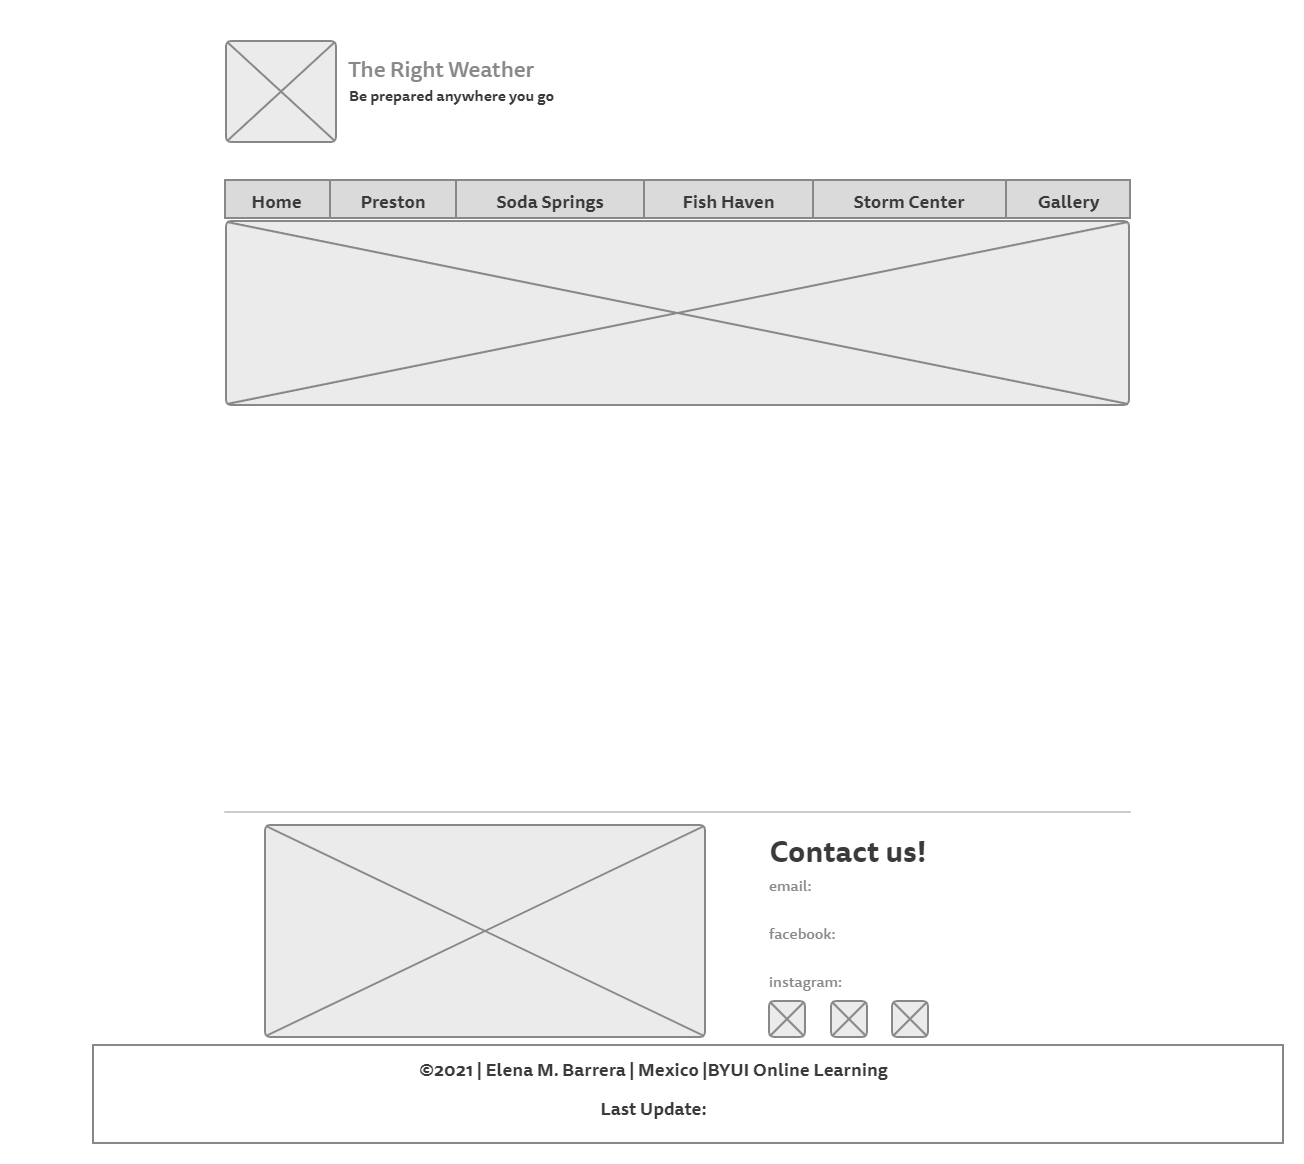 The Right Weather
Be prepared anywhere you go
Home Preston Soda Springs Fish Haven Storm Center Gallery
Contact us!
email:
facebook:
instagram:
©2021 | Elena M. Barrera | Mexico |BYUI Online Learning
Last Update: